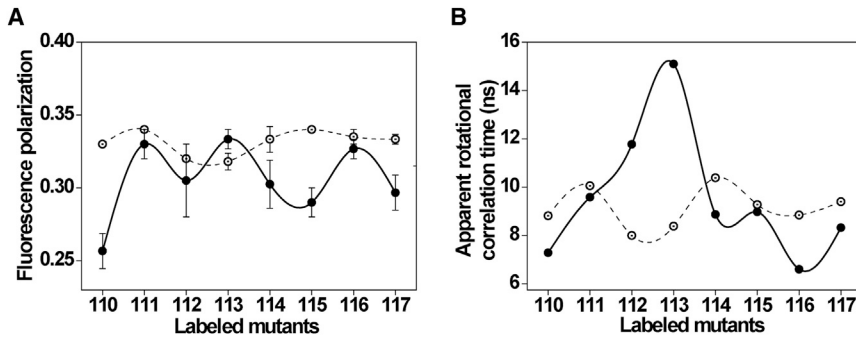 A
0.40
0.35
0.30
0.25
Fluorescence polarization
110 111 112 113 114 115 116 117
Labeled mutants
B
16
14
12
10
8
6
Apparent rotational
correlation time (ns)
110 111 112 113 114 115 116 117
Labeled mutants